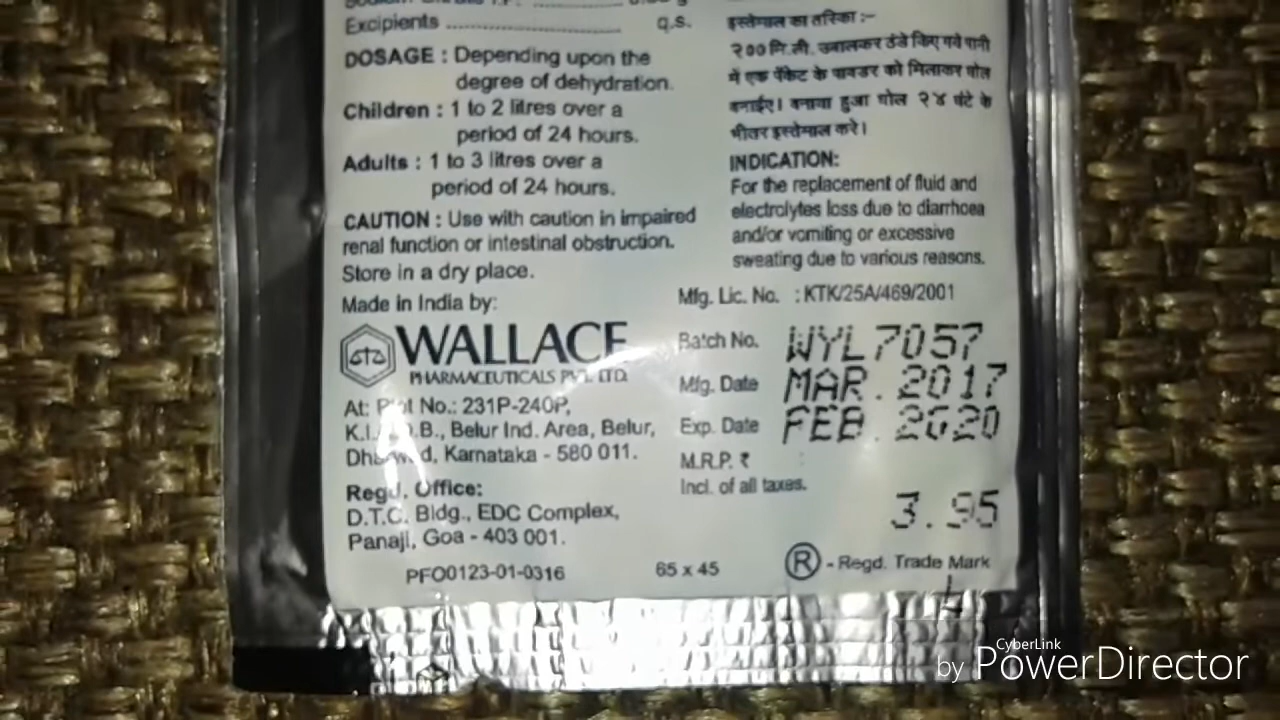 Excipients ................................ q.s.
DOSAGE : Depending upon the
degree of dehydration.
Children : 1 to 2 litres over a
period of 24 hours.
Adults : 1 to 3 litres over a
period of 24 hours.
CAUTION : Use with caution in impaired
renal function or intestinal obstruction.
Store in a dry place.
Made in India by:
WALLACE
PHARMACEUTICALS PVT. LTD.
At: Plot No.: 231P-240P,
Belur Ind. Area, Belur,
Karnataka - 580 011.
Regd. Office:
D.T.C. Bldg., EDC Complex,
Panaji, Goa - 403 001.
PFO0123-01-0316
65 x 45
इस्तेमाल का तरिका :-
२०० मि.ली. उबालकर ठंडे किए गये पानी
में एक पॅकेट के पावडर को मिलाकर घोल
बनाईए। बनाया हुआ घोल २४ घंटे के
भीतर इस्तेमाल करे।
INDICATION:
For the replacement of fluid and
electrolytes loss due to diarrhoea
and/or vomiting or excessive
sweating due to various reasons.
Mfg. Lic. No. : KTK/25A/469/2001
Batch No. WYL7057
Mfg. Date MAR. 2017
Exp. Date FEB. 2020
M.R.P. ₹ :
Incl. of all taxes.
3.95
® - Regd. Trade Mark
CyberLink
by PowerDirector